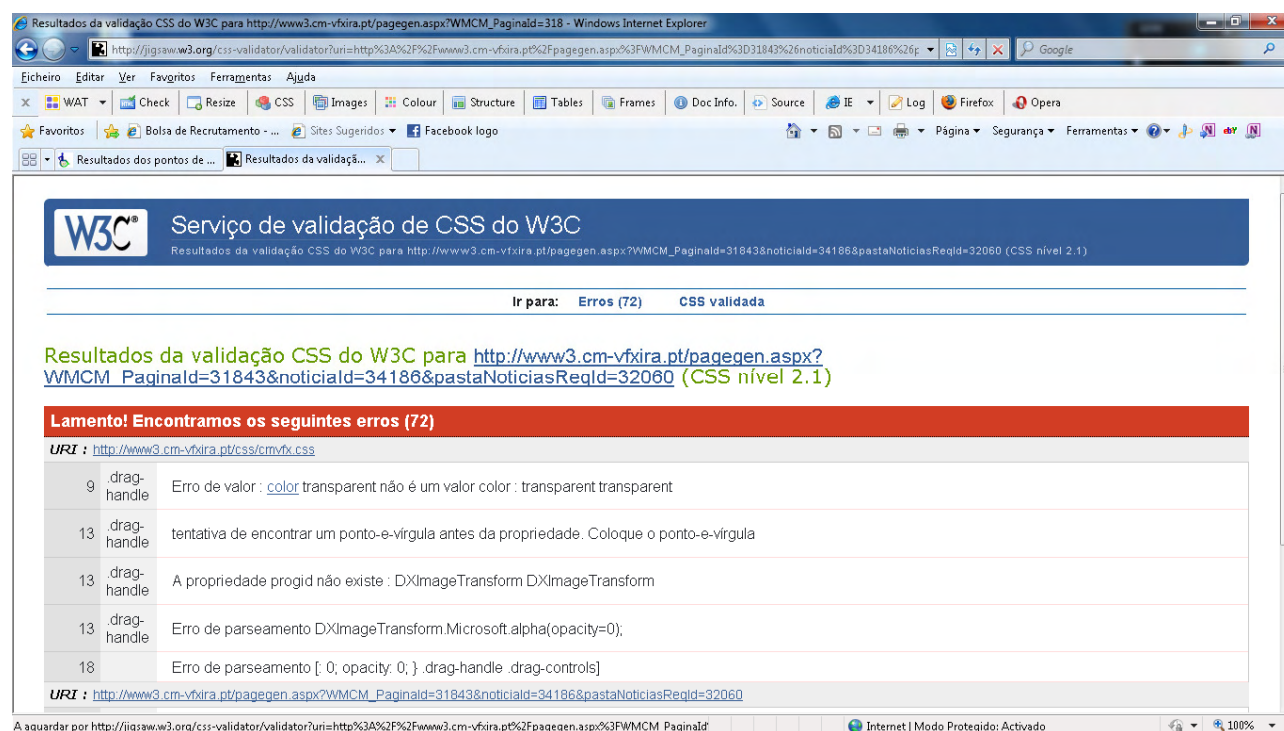 Resultados da validação CSS do W3C para http://www3.cm-vfxira.pt/pagegen.aspx?WMCM_PaginaId=318 - Windows Internet Explorer
http://jigsaw.w3.org/css-validator/validator?uri=http%3A%2F%2Fwww3.cm-vfxira.pt%2Fpagegen.aspx%3FWMCM_PaginaId%3D31843%26noticiaId%3D34186%26p
Google
Ficheiro Editar Ver Favoritos Ferramentas Ajuda
x WAT Check Resize CSS Images Colour Structure Tables Frames Doc Info. Source IE Log Firefox Opera
Favoritos Bolsa de Recrutamento - ... Sites Sugeridos Facebook logo Página Segurança Ferramentas
Resultados dos pontos de ... Resultados da validaçã... x
W3C®
Serviço de validação de CSS do W3C
Resultados da validação CSS do W3C para http://www3.cm-vfxira.pt/pagegen.aspx?WMCM_PaginaId=31843&noticiaId=34186&pastaNoticiasReqId=32060 (CSS nível 2.1)
Ir para: Erros (72) CSS validada
Resultados da validação CSS do W3C para http://www3.cm-vfxira.pt/pagegen.aspx?
WMCM_PaginaId=31843&noticiaId=34186&pastaNoticiasReqId=32060 (CSS nível 2.1)
Lamento! Encontramos os seguintes erros (72)
URI : http://www3.cm-vfxira.pt/css/cmvfx.css
9 .drag-handle Erro de valor : color transparent não é um valor color : transparent transparent
13 .drag-handle tentativa de encontrar um ponto-e-vírgula antes da propriedade. Coloque o ponto-e-vírgula
13 .drag-handle A propriedade progid não existe : DXImageTransform DXImageTransform
13 .drag-handle Erro de parseamento DXImageTransform.Microsoft.alpha(opacity=0);
18 Erro de parseamento [: 0; opacity: 0; } .drag-handle .drag-controls]
URI : http://www3.cm-vfxira.pt/pagegen.aspx?WMCM_PaginaId=31843&noticiaId=34186&pastaNoticiasReqId=32060
A aguardar por http://jigsaw.w3.org/css-validator/validator?uri=http%3A%2F%2Fwww3.cm-vfxira.pt%2Fpagegen.aspx%3FWMCM_PaginaId
Internet | Modo Protegido: Activado 100%